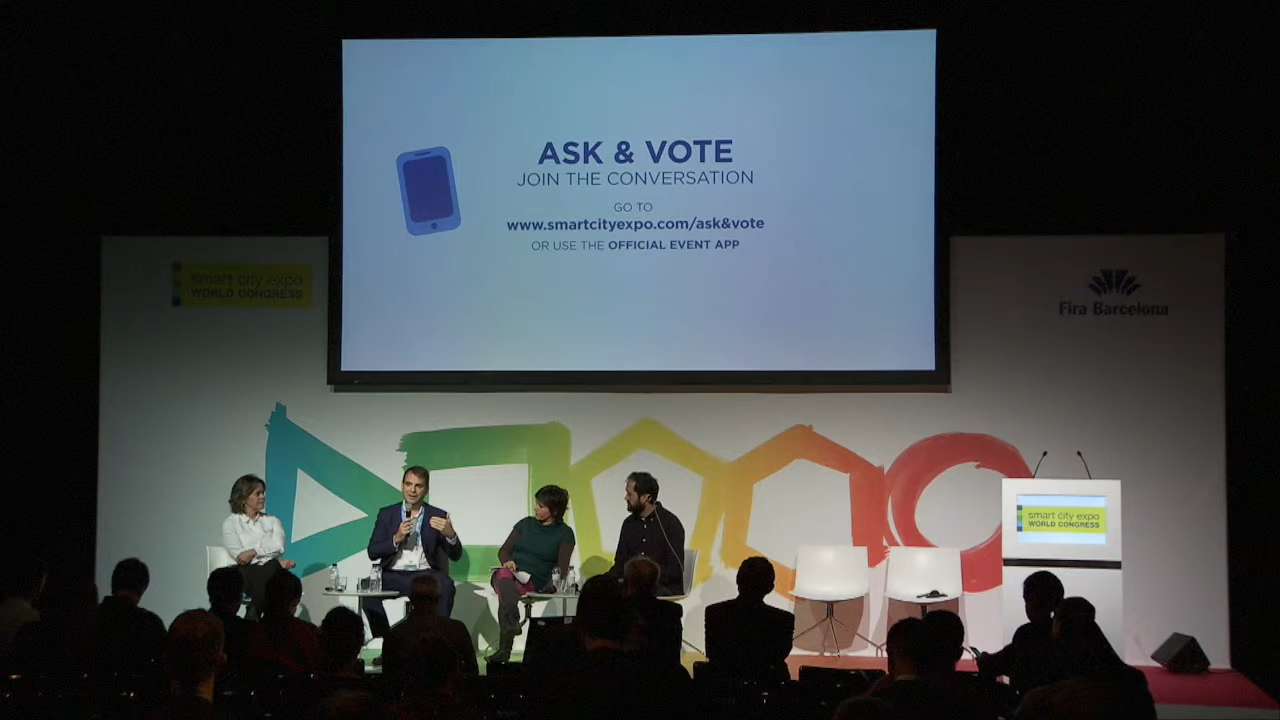 ASK & VOTE
JOIN THE CONVERSATION
GO TO
www.smartcityexpo.com/ask&vote
OR USE THE OFFICIAL EVENT APP
smart city expo
WORLD CONGRESS
Fira Barcelona
smart city expo
WORLD CONGRESS